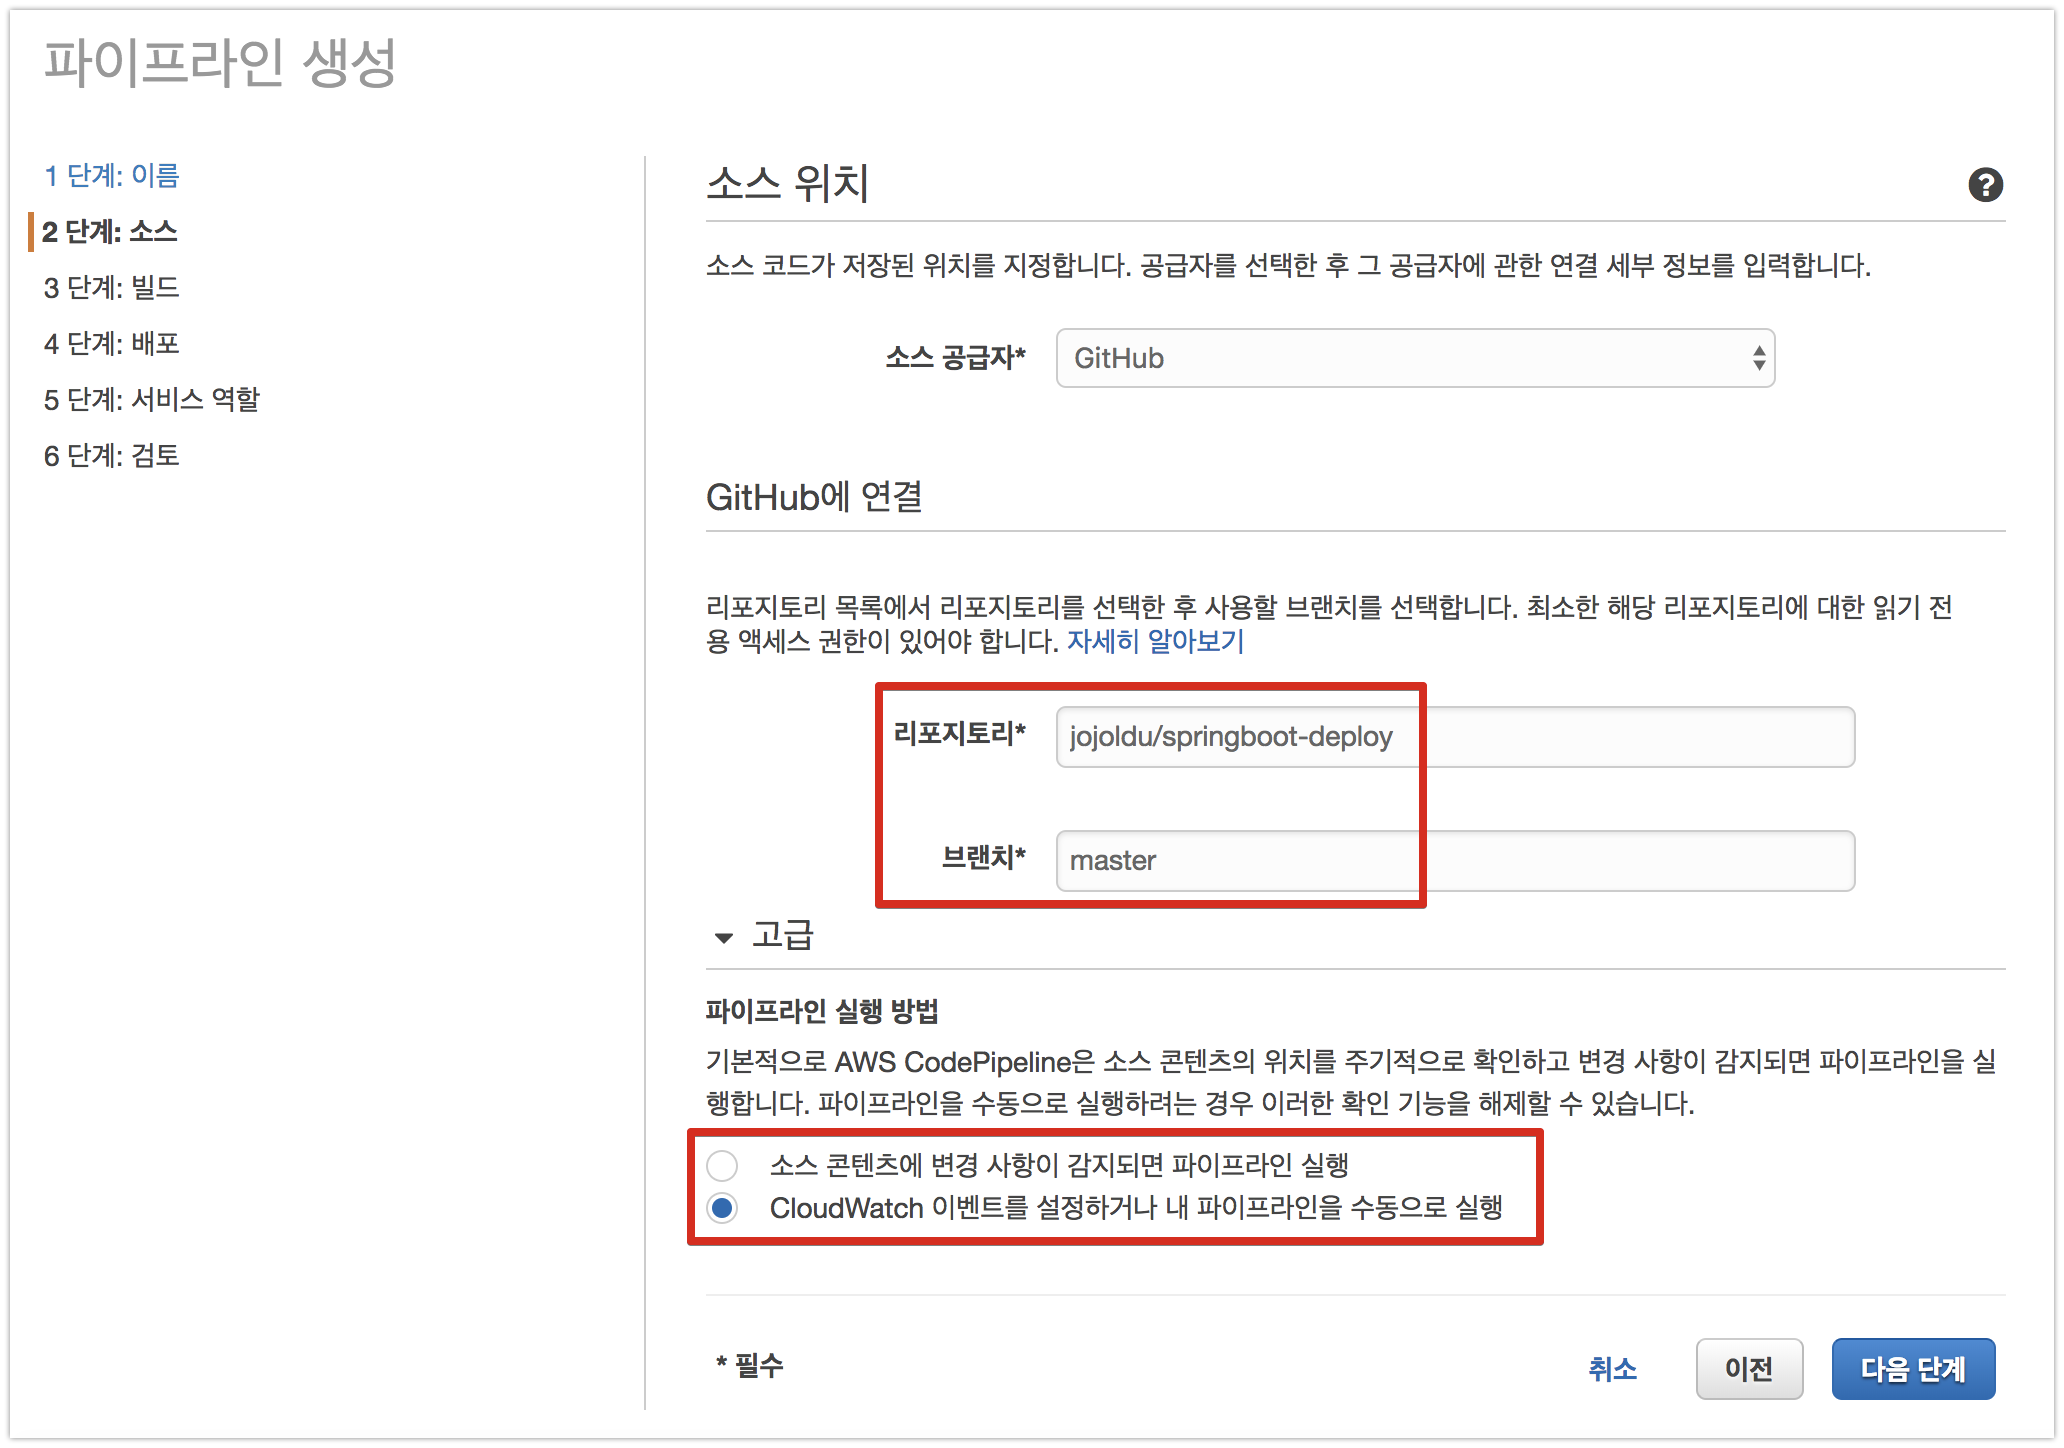 파이프라인 생성
1 단계: 이름
2 단계: 소스
3 단계: 빌드
4 단계: 배포
5 단계: 서비스 역할
6 단계: 검토
소스 위치
?
소스 코드가 저장된 위치를 지정합니다. 공급자를 선택한 후 그 공급자에 관한 연결 세부 정보를 입력합니다.
소스 공급자* GitHub
GitHub에 연결
리포지토리 목록에서 리포지토리를 선택한 후 사용할 브랜치를 선택합니다. 최소한 해당 리포지토리에 대한 읽기 전
용 액세스 권한이 있어야 합니다. 자세히 알아보기
리포지토리* jojoldu/springboot-deploy
브랜치* master
고급
파이프라인 실행 방법
기본적으로 AWS CodePipeline은 소스 콘텐츠의 위치를 주기적으로 확인하고 변경 사항이 감지되면 파이프라인을 실
행합니다. 파이프라인을 수동으로 실행하려는 경우 이러한 확인 기능을 해제할 수 있습니다.
소스 콘텐츠에 변경 사항이 감지되면 파이프라인 실행
CloudWatch 이벤트를 설정하거나 내 파이프라인을 수동으로 실행
* 필수 취소 이전 다음 단계